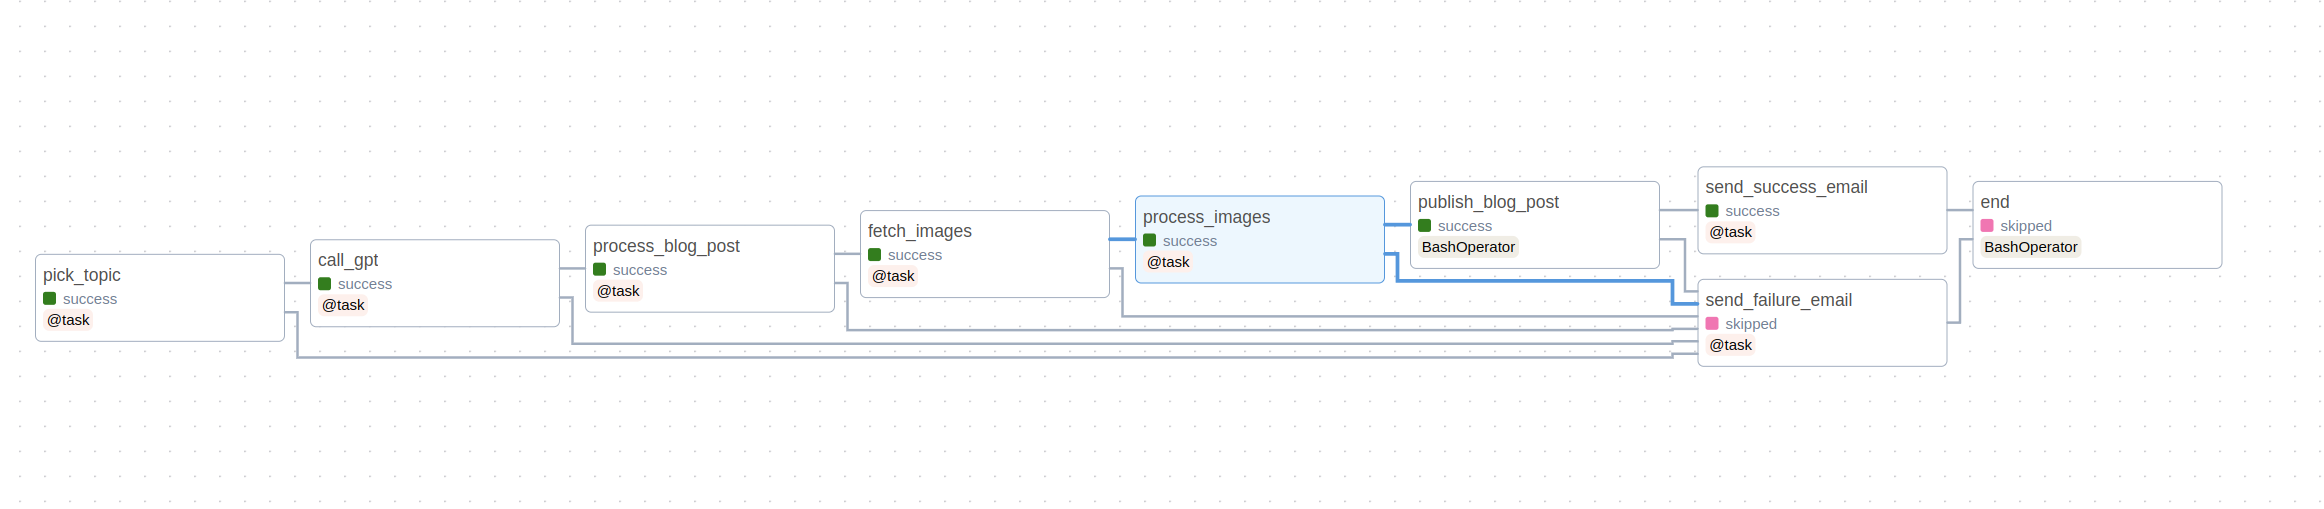 pick_topic
success
@task
call_gpt
success
@task
process_blog_post
success
@task
fetch_images
success
@task
process_images
success
@task
publish_blog_post
success
BashOperator
send_success_email
success
@task
send_failure_email
skipped
@task
end
skipped
BashOperator